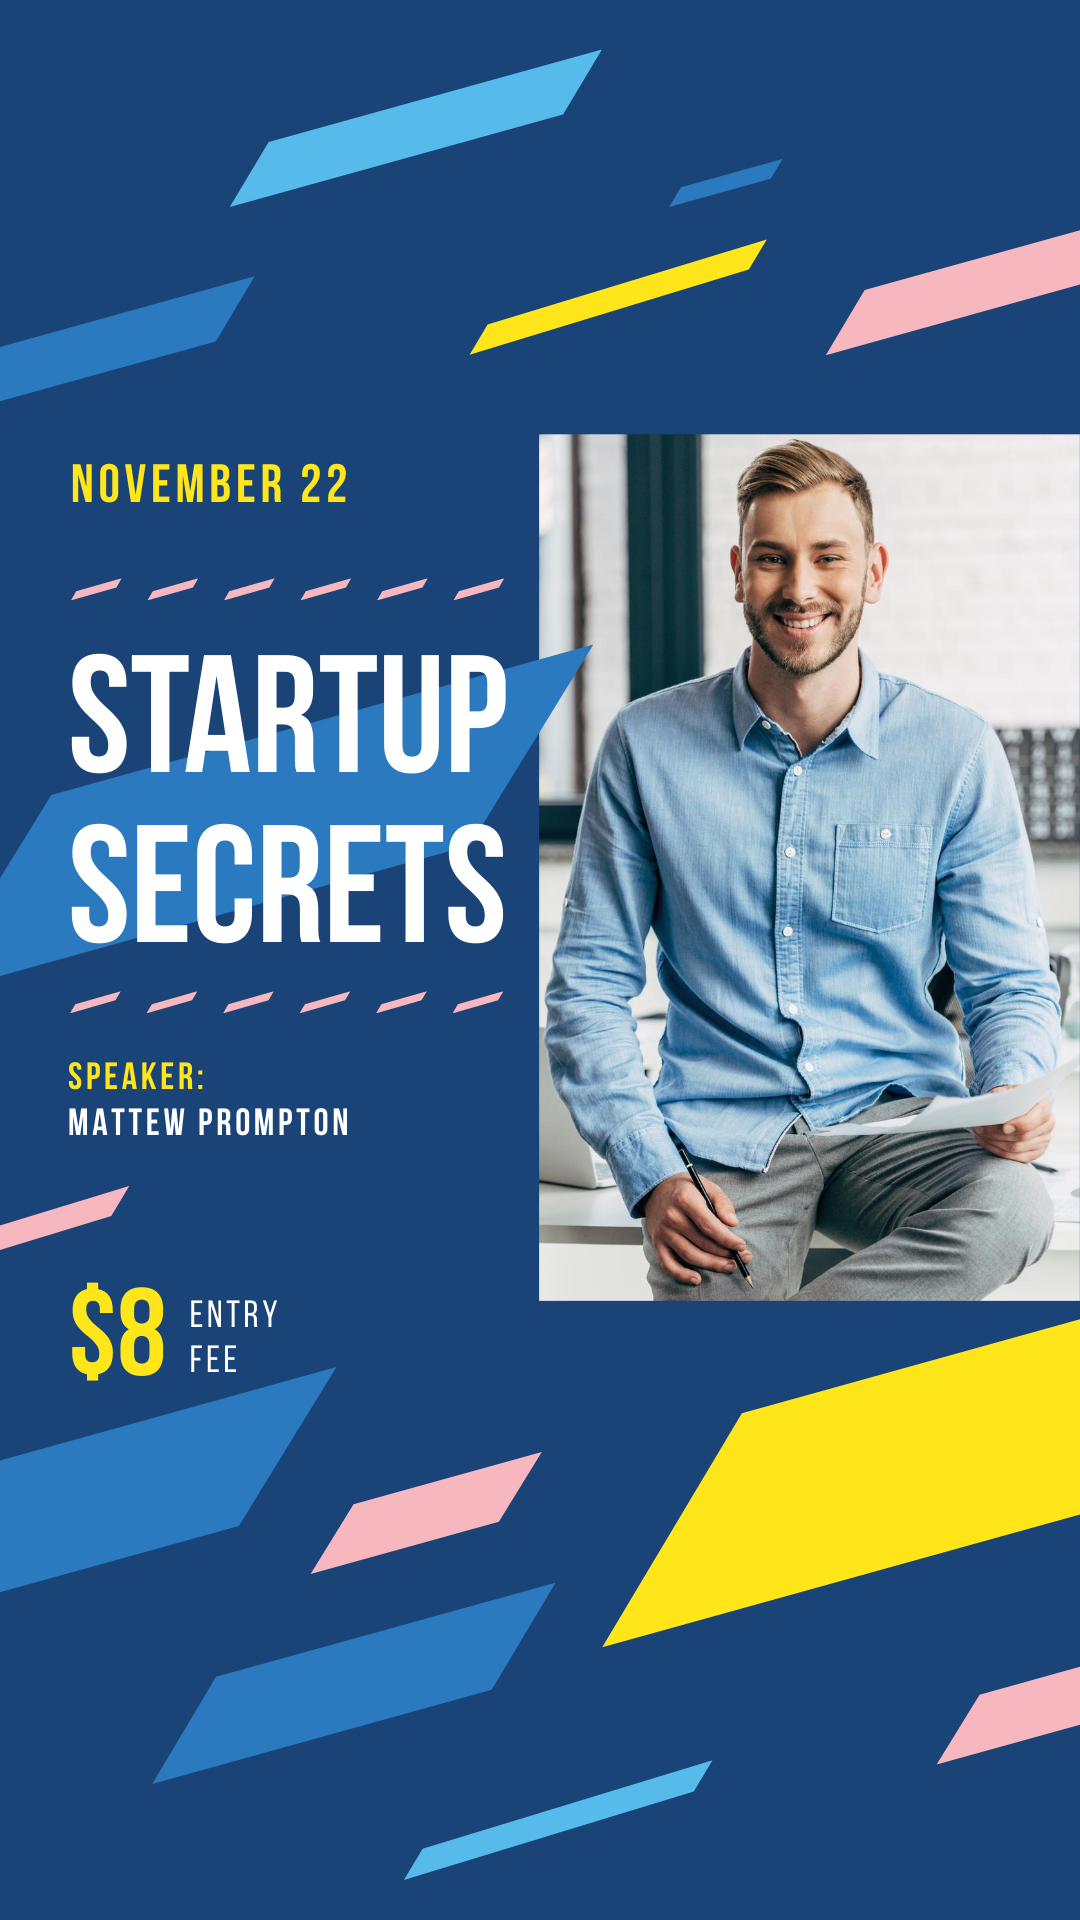 NOVEMBER 22
STARTUP
SECRETS
SPEAKER:
MATTEW PROMPTON
$8 ENTRY
FEE